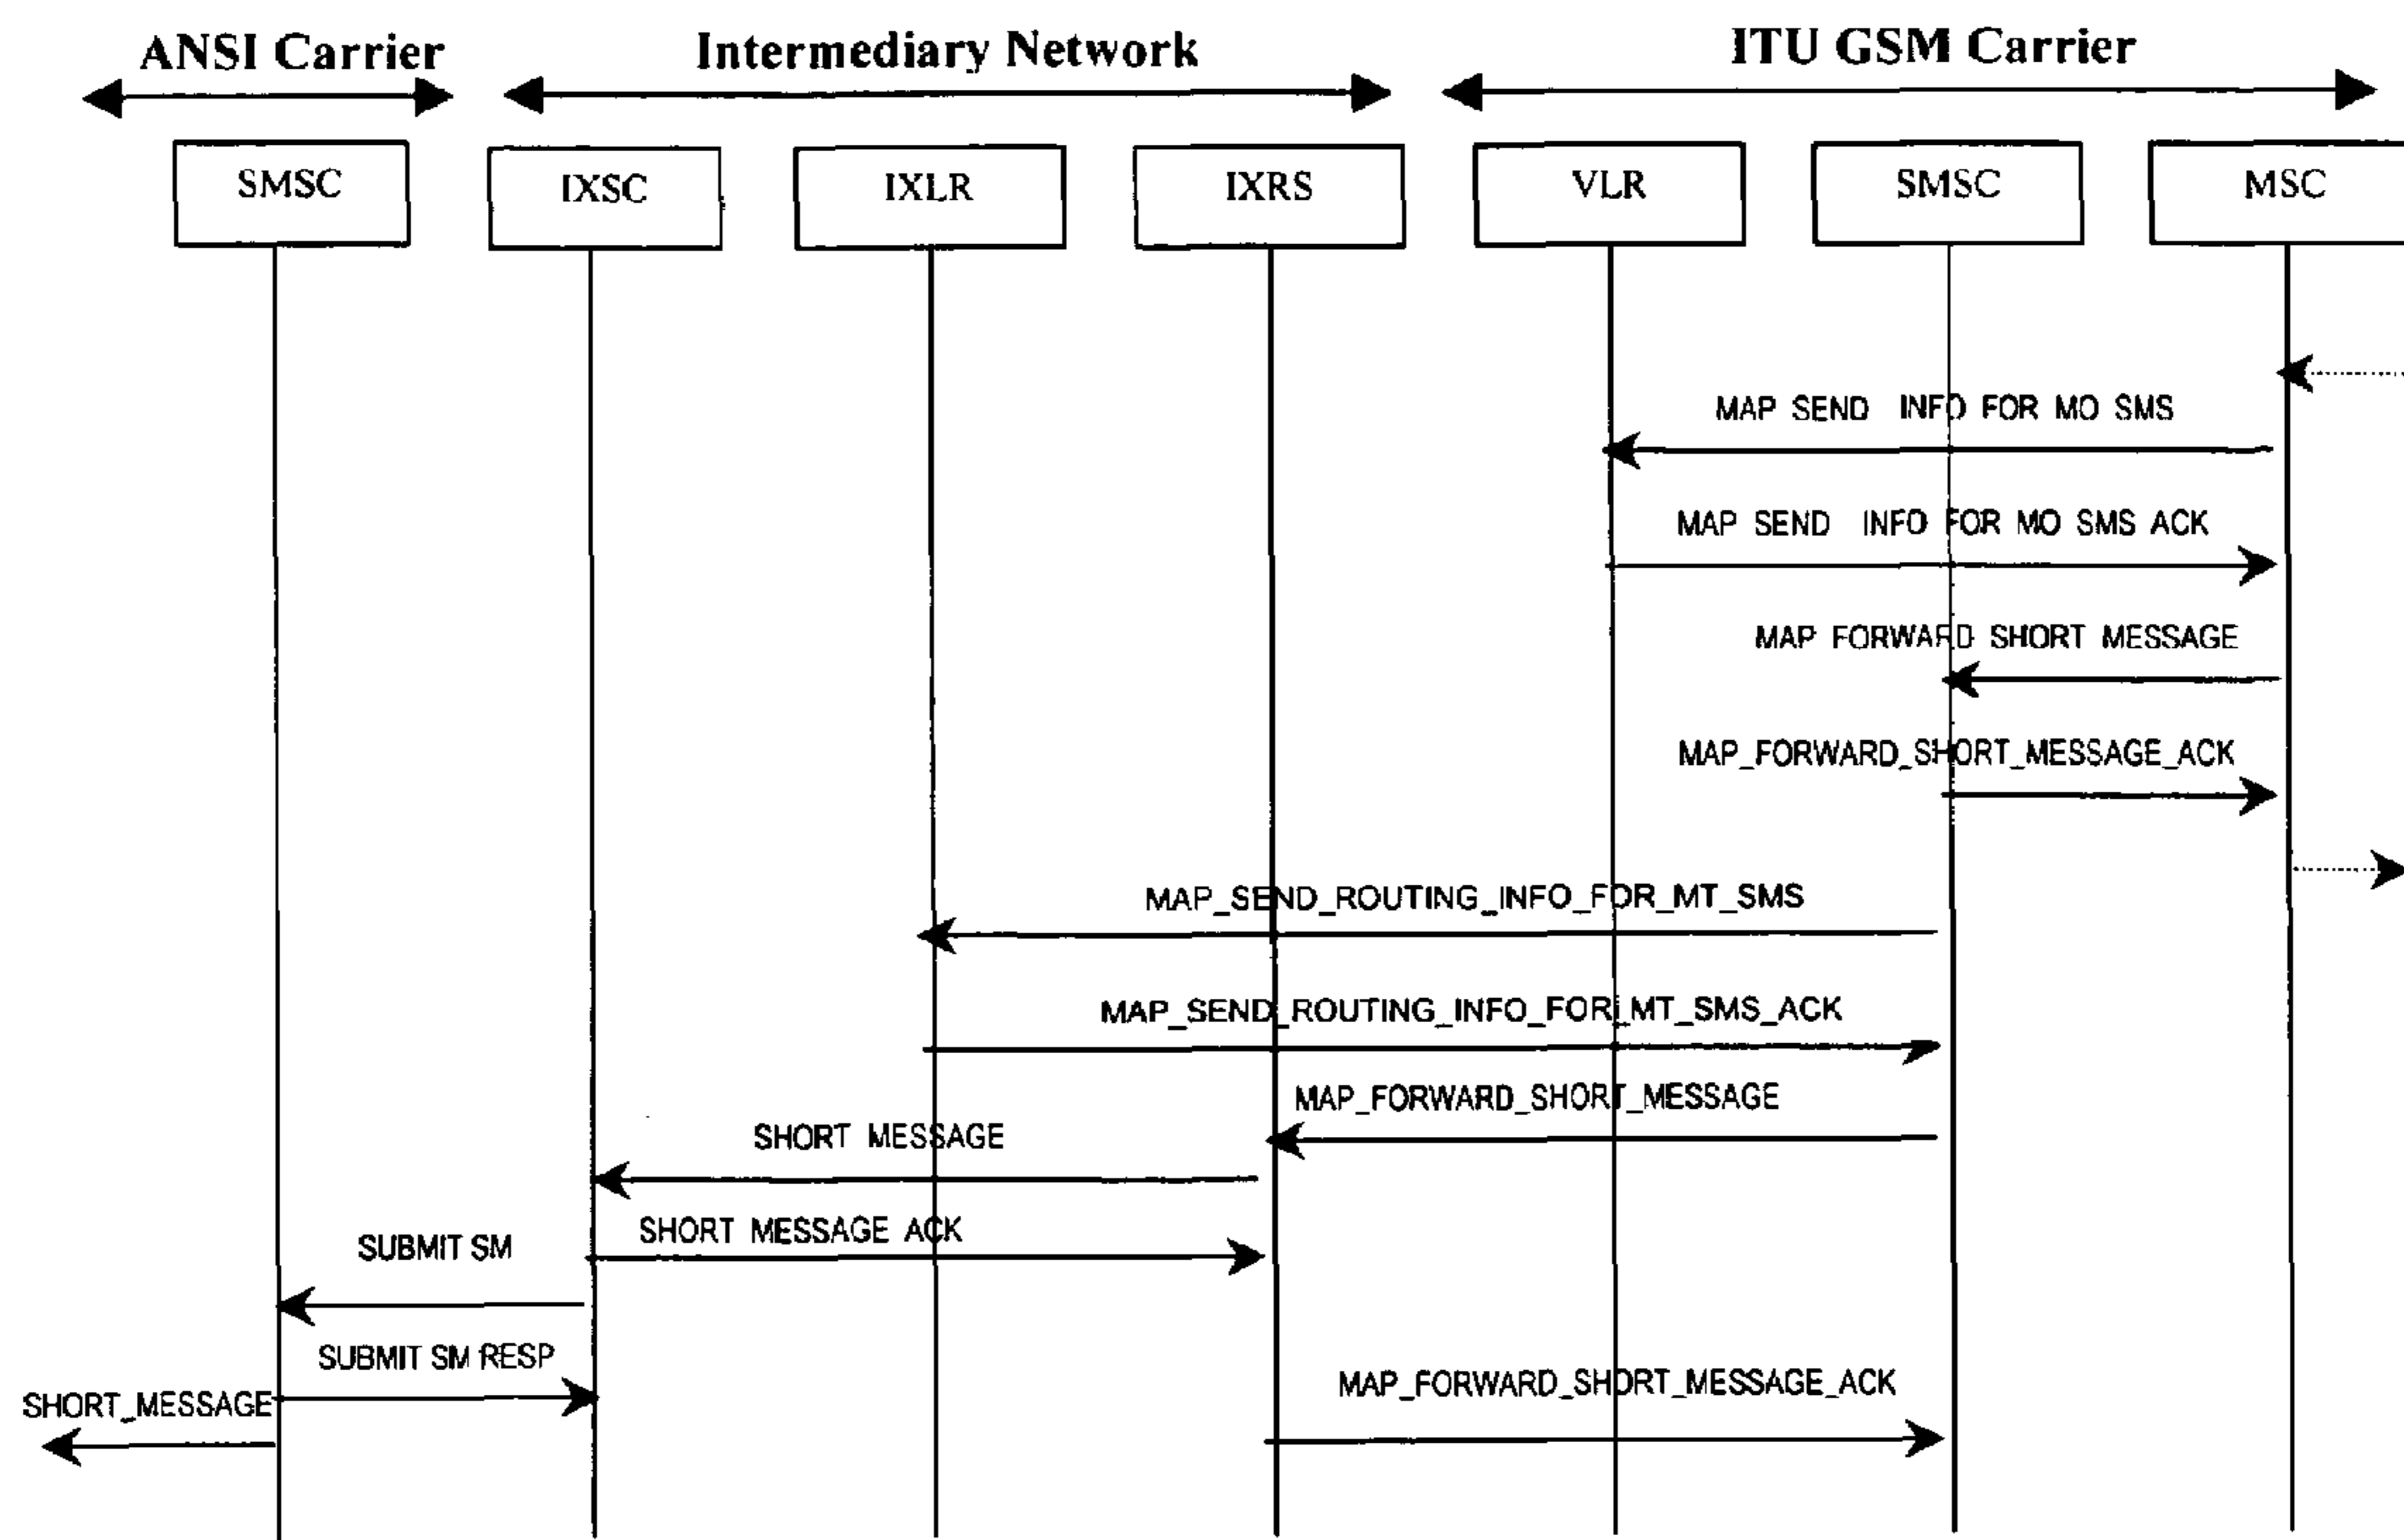 ANSI Carrier Intermediary Network ITU GSM Carrier
SMSC IXSC IXLR IXRS VLR SMSC MSC
MAP SEND INFO FOR MO SMS
MAP SEND INFO FOR MO SMS ACK
MAP FORWARD SHORT MESSAGE
MAP_FORWARD_SHORT_MESSAGE_ACK
MAP_SEND_ROUTING_INFO_FOR_MT_SMS
MAP_SEND_ROUTING_INFO_FOR_MT_SMS_ACK
MAP_FORWARD_SHORT_MESSAGE
SHORT MESSAGE
SHORT MESSAGE ACK
SUBMIT SM
SUBMIT SM RESP
MAP_FORWARD_SHORT_MESSAGE_ACK
SHORT_MESSAGE